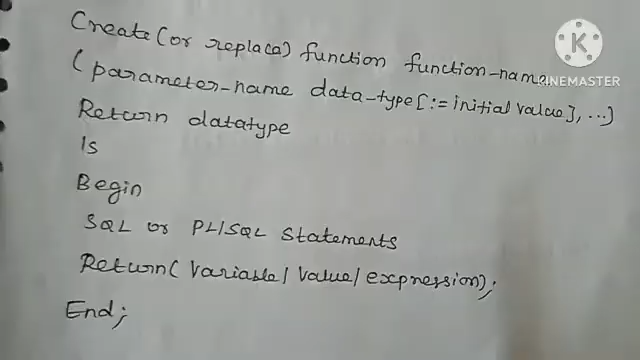 Create (or replace) function function-name
(parameter-name data-type [:= initial value], ...)
Return datatype
Is
Begin
SQL or PL/SQL Statements
Return( Variable / Value / expression);
End;
K
KINEMASTER